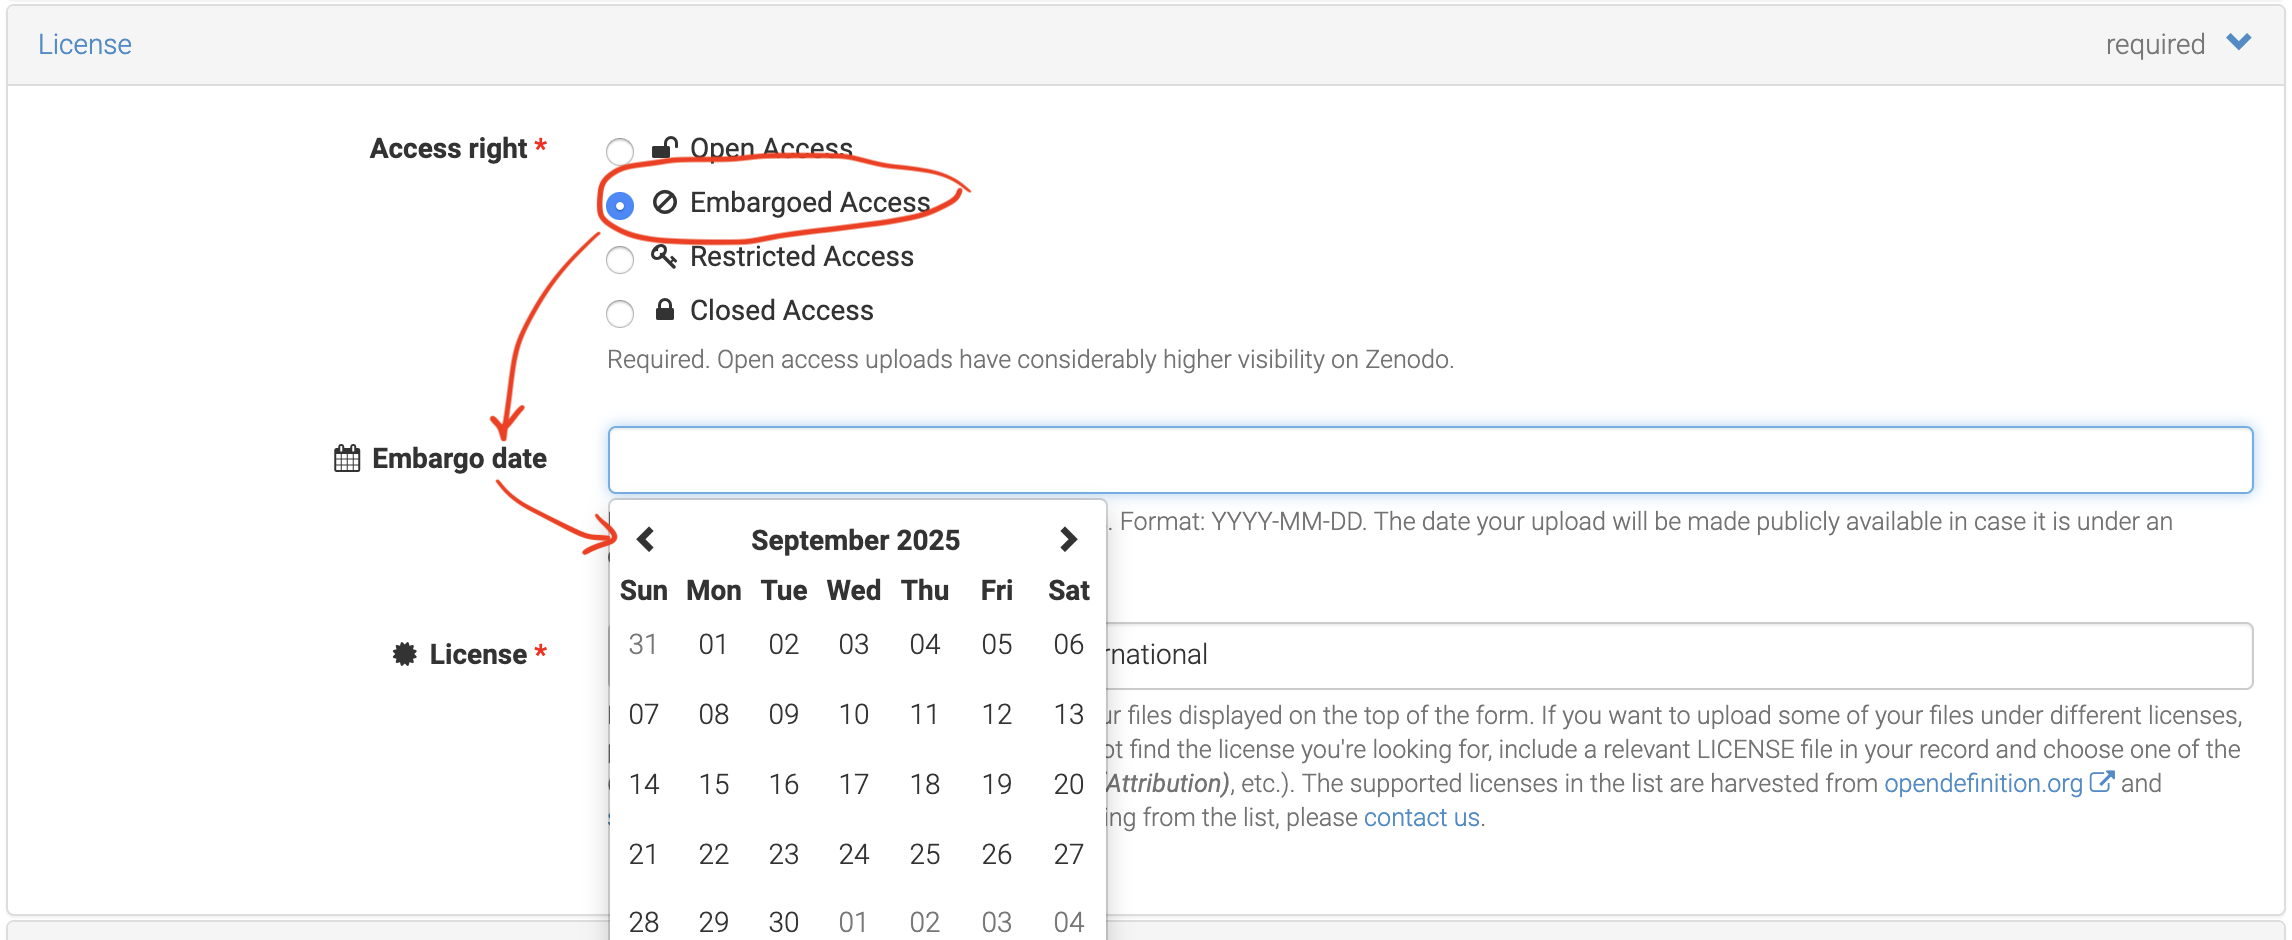 License required
Access right *
Open Access
Embargoed Access
Restricted Access
Closed Access
Required. Open access uploads have considerably higher visibility on Zenodo.
Embargo date
. Format: YYYY-MM-DD. The date your upload will be made publicly available in case it is under an
September 2025
Sun Mon Tue Wed Thu Fri Sat
31 01 02 03 04 05 06
07 08 09 10 11 12 13
14 15 16 17 18 19 20
21 22 23 24 25 26 27
28 29 30 01 02 03 04
License *
rnational
files displayed on the top of the form. If you want to upload some of your files under different licenses,
find the license you're looking for, include a relevant LICENSE file in your record and choose one of the
(Attribution), etc.). The supported licenses in the list are harvested from opendefinition.org and
ing from the list, please contact us.